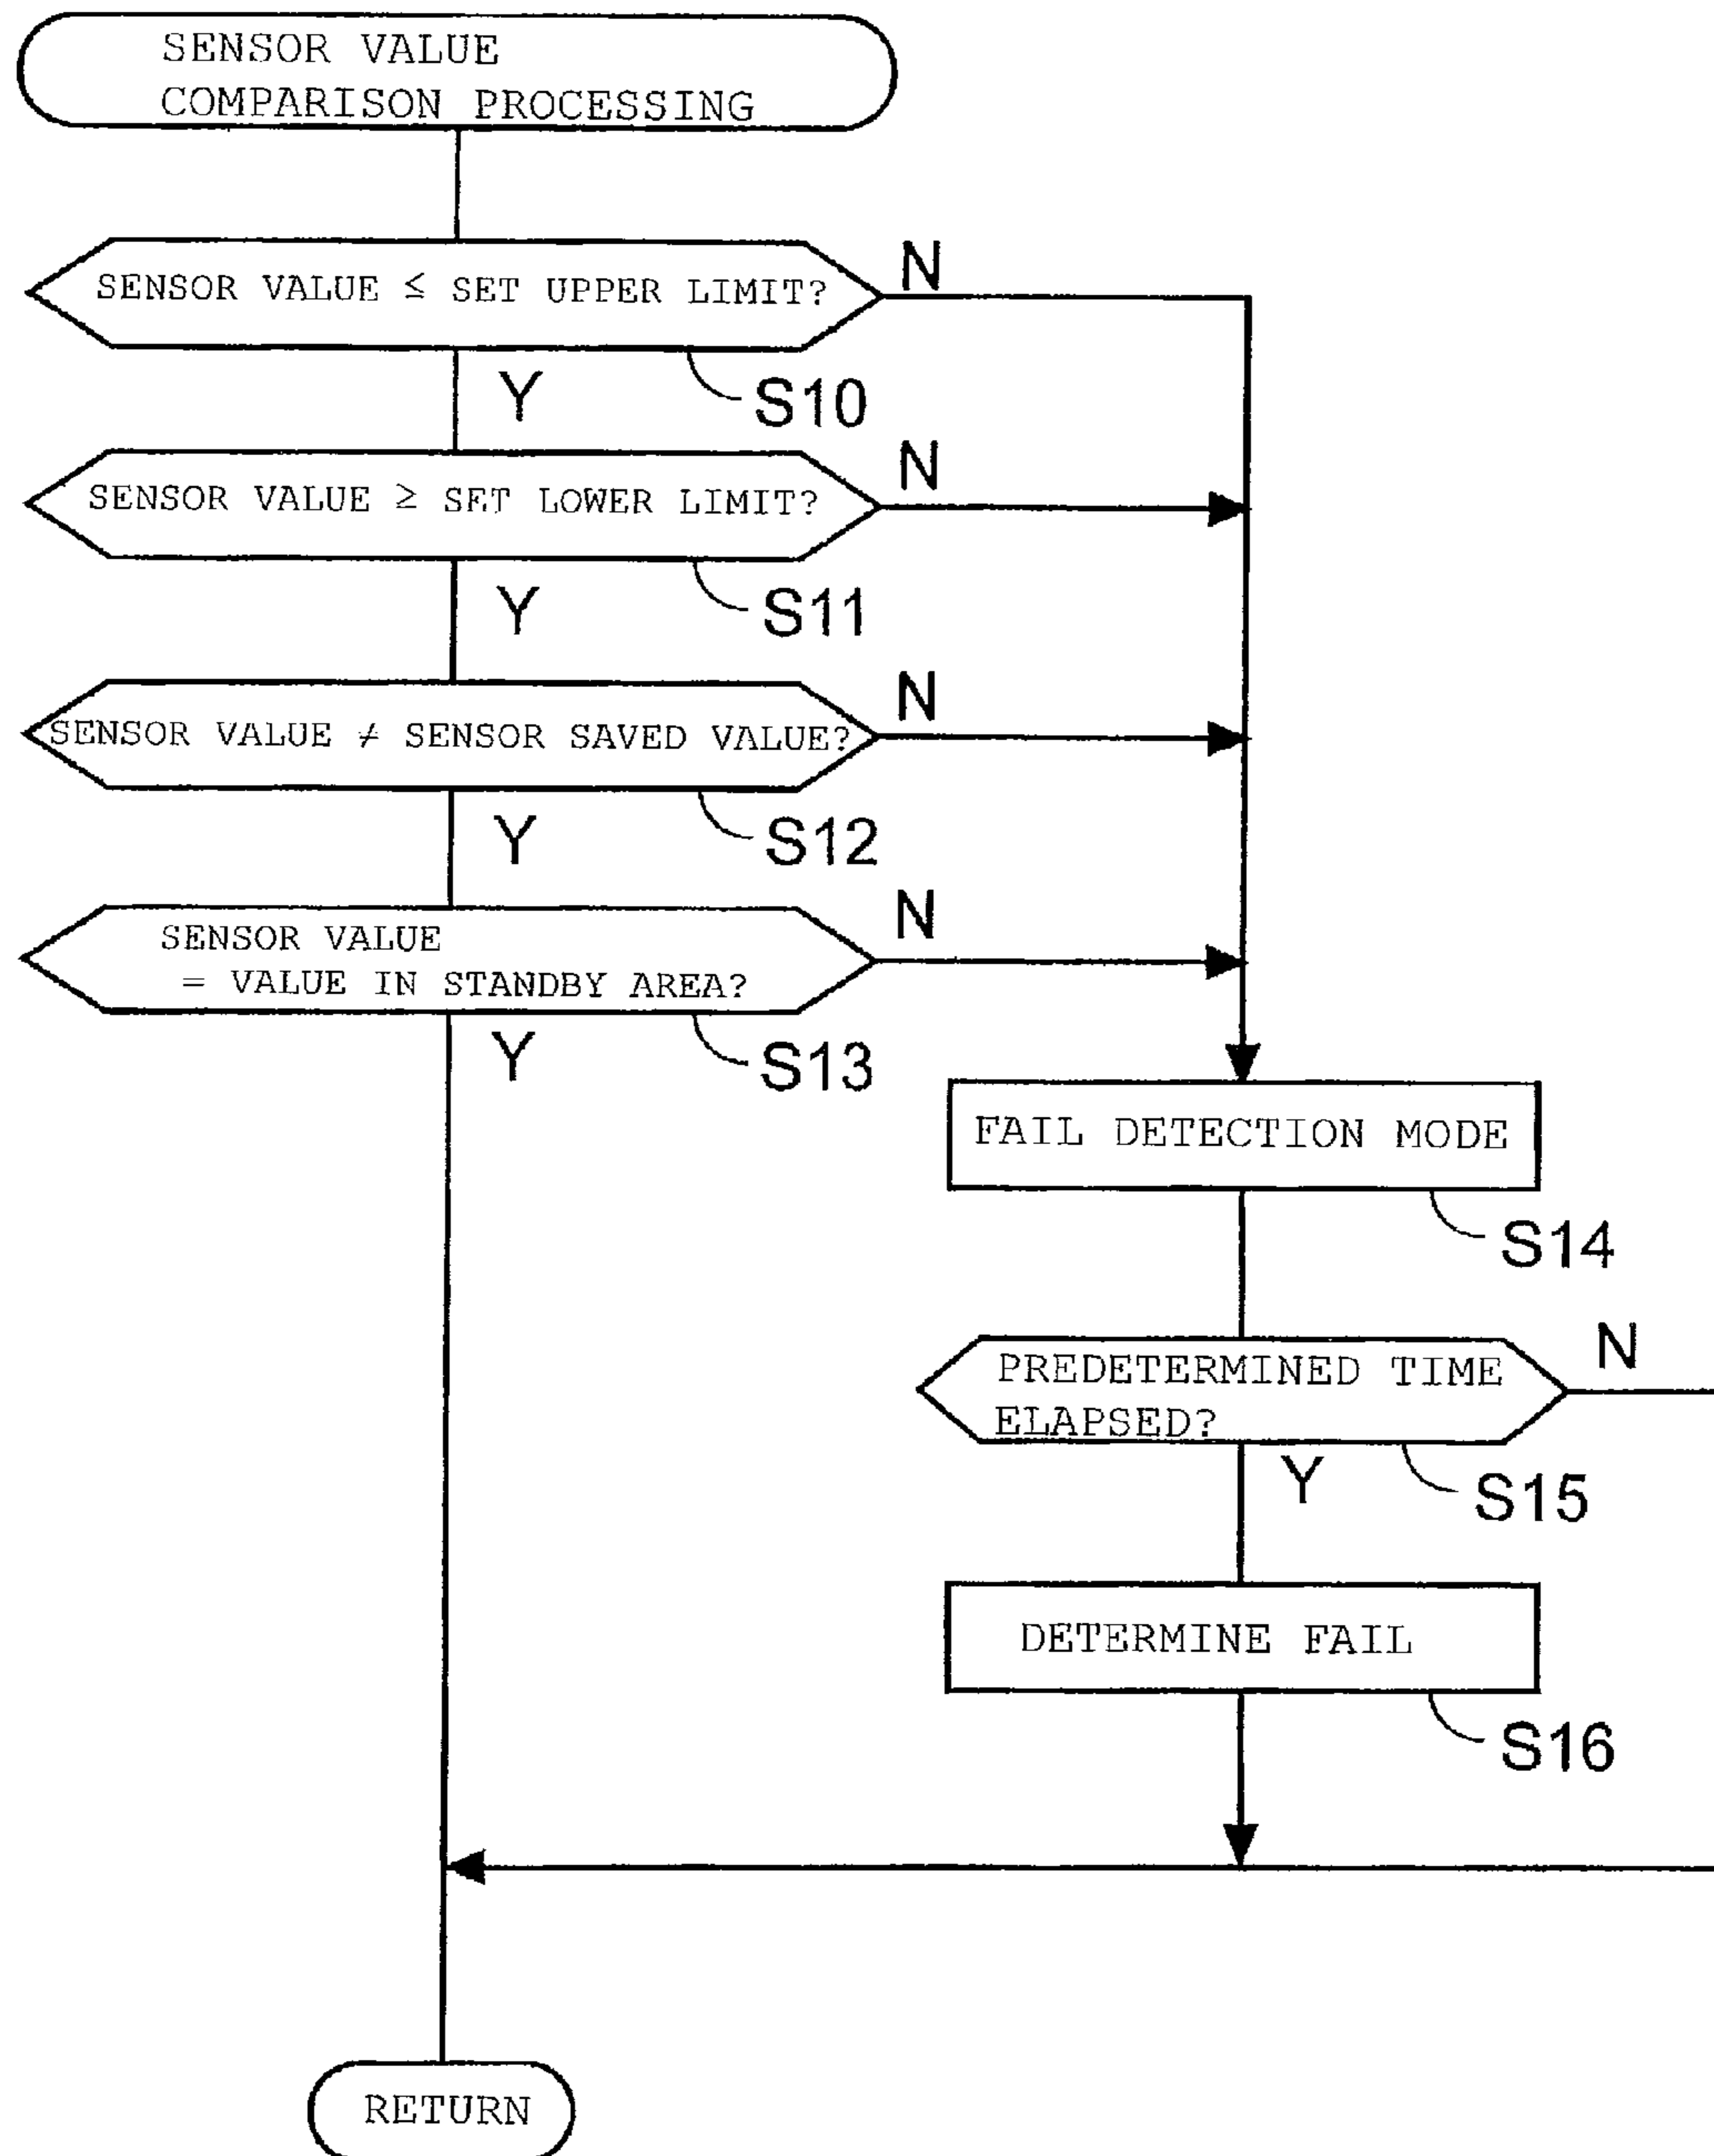 SENSOR VALUE
COMPARISON PROCESSING
SENSOR VALUE ≤ SET UPPER LIMIT?
N
Y
S10
SENSOR VALUE ≥ SET LOWER LIMIT?
N
Y
S11
SENSOR VALUE ≠ SENSOR SAVED VALUE?
N
Y
S12
SENSOR VALUE
= VALUE IN STANDBY AREA?
N
Y
S13
FAIL DETECTION MODE
S14
PREDETERMINED TIME
ELAPSED?
N
Y
S15
DETERMINE FAIL
S16
RETURN